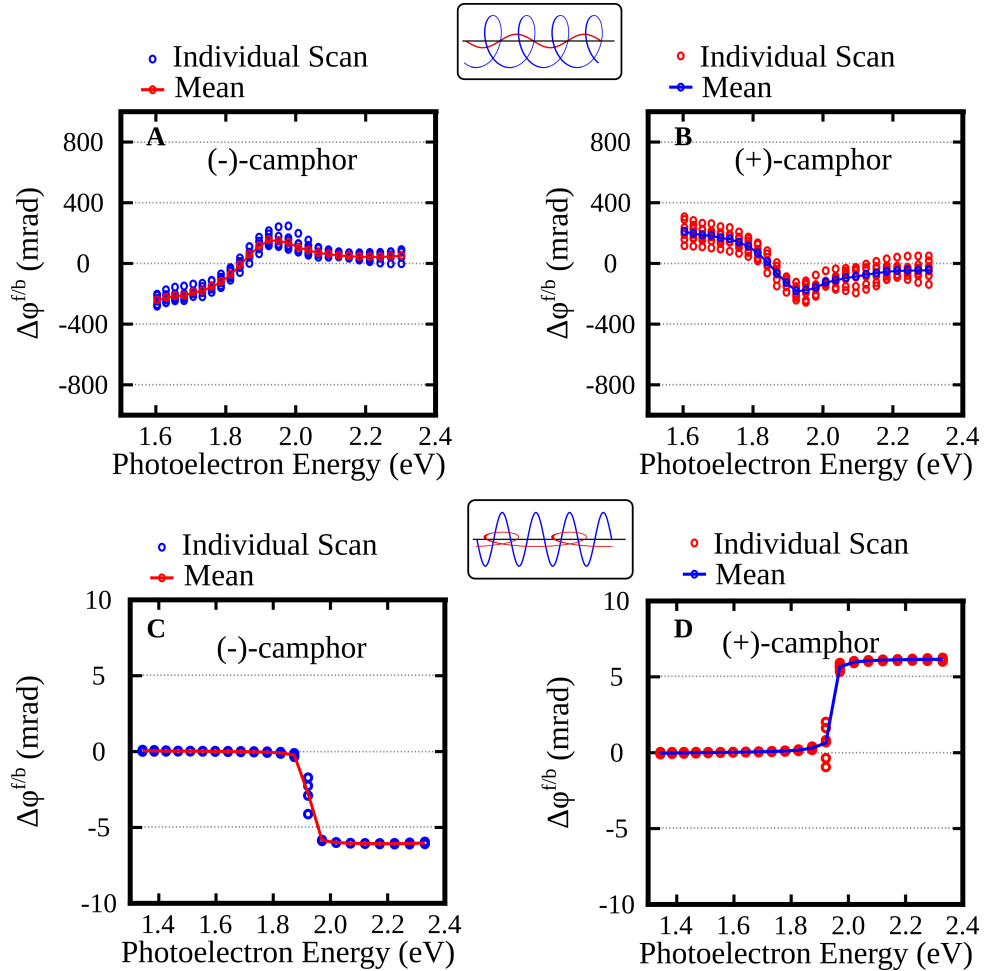 Individual Scan
Mean
Individual Scan
Mean
A
(-)-camphor
800
400
0
-400
-800
Δφf/b (mrad)
1.6 1.8 2.0 2.2 2.4
Photoelectron Energy (eV)
B
(+)-camphor
800
400
0
-400
-800
Δφf/b (mrad)
1.6 1.8 2.0 2.2 2.4
Photoelectron Energy (eV)
Individual Scan
Mean
Individual Scan
Mean
C
(-)-camphor
10
5
0
-5
-10
Δφf/b (mrad)
1.4 1.6 1.8 2.0 2.2 2.4
Photoelectron Energy (eV)
D
(+)-camphor
10
5
0
-5
-10
Δφf/b (mrad)
1.4 1.6 1.8 2.0 2.2 2.4
Photoelectron Energy (eV)